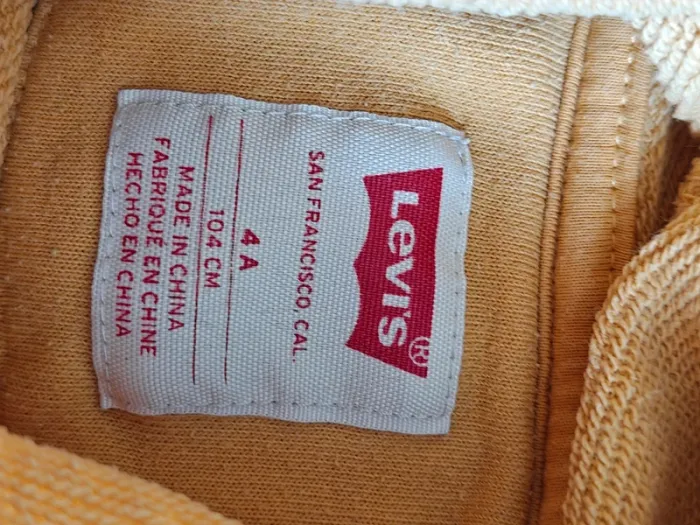 LEVI'S®
SAN FRANCISCO, CAL.
4 A
104 CM
MADE IN CHINA
FABRIQUÉ EN CHINE
HECHO EN CHINA